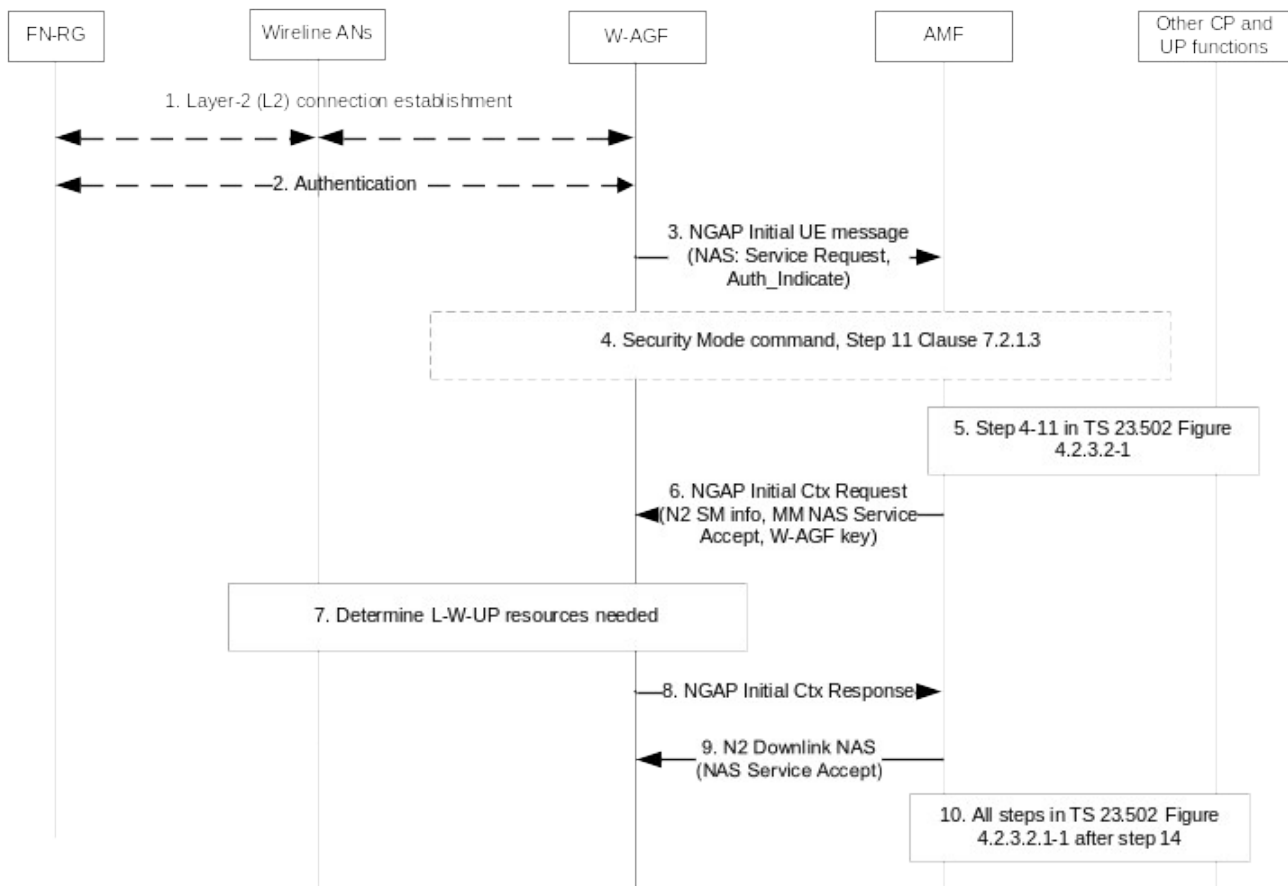 FN-RG
Wireline ANs
W-AGF
AMF
Other CP and
UP functions
1. Layer-2 (L2) connection establishment
2. Authentication
3. NGAP Initial UE message
(NAS: Service Request,
Auth_Indicate)
4. Security Mode command, Step 11 Clause 7.2.1.3
5. Step 4-11 in TS 23.502 Figure
4.2.3.2-1
6. NGAP Initial Ctx Request
(N2 SM info, MM NAS Service
Accept, W-AGF key)
7. Determine L-W-UP resources needed
8. NGAP Initial Ctx Response
9. N2 Downlink NAS
(NAS Service Accept)
10. All steps in TS 23.502 Figure
4.2.3.2.1-1 after step 14